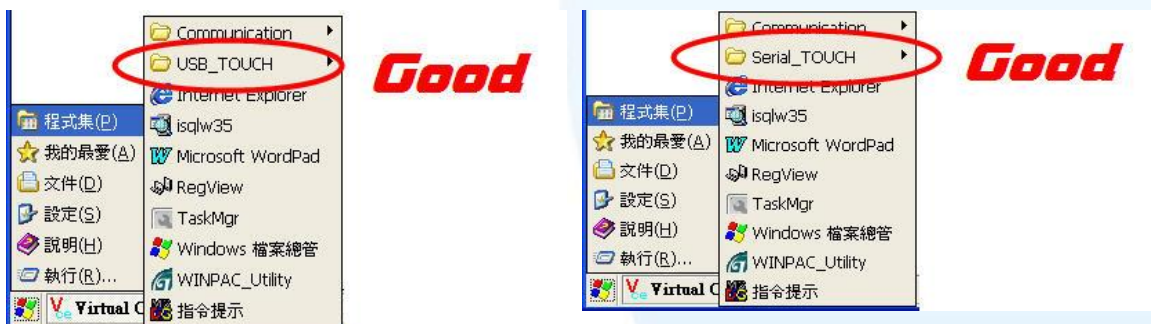 Communication
USB_TOUCH
Internet Explorer
isqlw35
Microsoft WordPad
RegView
TaskMgr
Windows 檔案總管
WINPAC_Utility
指令提示
程式集(P)
我的最愛(A)
文件(D)
設定(S)
說明(H)
執行(R)...
Virtual C
Good
Communication
Serial_TOUCH
Internet Explorer
isqlw35
Microsoft WordPad
RegView
TaskMgr
Windows 檔案總管
WINPAC_Utility
指令提示
程式集(P)
我的最愛(A)
文件(D)
設定(S)
說明(H)
執行(R)...
Virtual C
Good